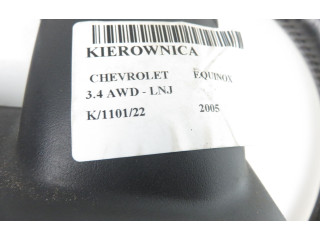 KIEROWNICA
CHEVROLET EQUINOX
3.4 AWD - LNJ
K/1101/22 2005